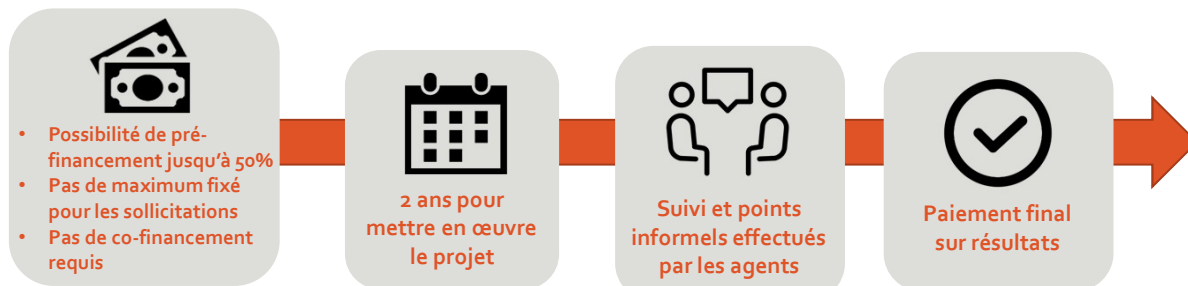 • Possibilité de pré-
financement jusqu'à 50%
• Pas de maximum fixé
pour les sollicitations
• Pas de co-financement
requis
2 ans pour
mettre en œuvre
le projet
Suivi et points
informels effectués
par les agents
Paiement final
sur résultats